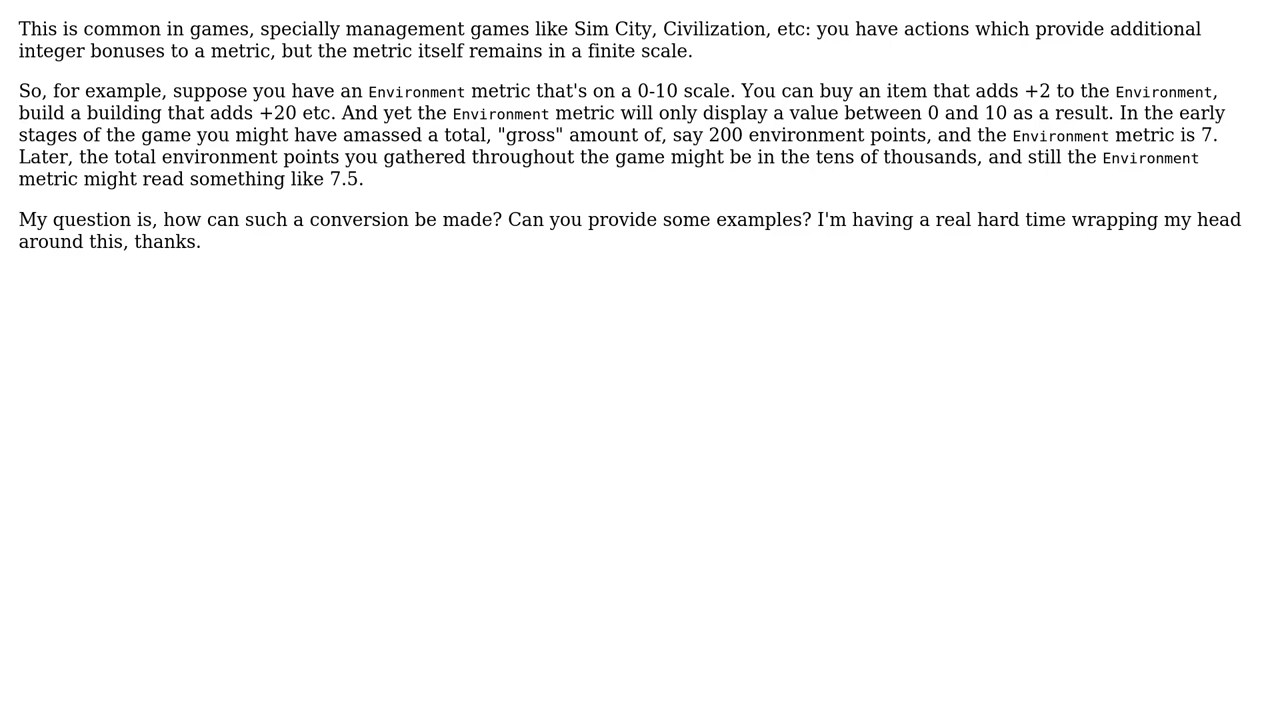 This is common in games, specially management games like Sim City, Civilization, etc: you have actions which provide additional
integer bonuses to a metric, but the metric itself remains in a finite scale.
So, for example, suppose you have an Environment metric that's on a 0-10 scale. You can buy an item that adds +2 to the Environment,
build a building that adds +20 etc. And yet the Environment metric will only display a value between 0 and 10 as a result. In the early
stages of the game you might have amassed a total, "gross" amount of, say 200 environment points, and the Environment metric is 7.
Later, the total environment points you gathered throughout the game might be in the tens of thousands, and still the Environment
metric might read something like 7.5.
My question is, how can such a conversion be made? Can you provide some examples? I'm having a real hard time wrapping my head
around this, thanks.